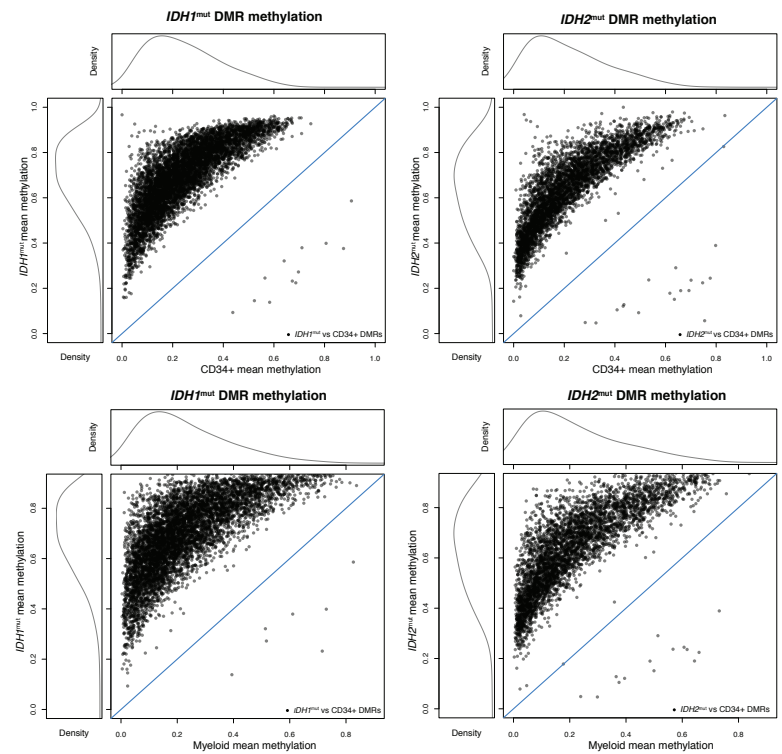 IDH1mut DMR methylation
Density
1.0
0.8
0.6
0.4
0.2
0.0
IDH1mut mean methylation
Density
0.0 0.2 0.4 0.6 0.8 1.0
CD34+ mean methylation
IDH1mut vs CD34+ DMRs
IDH2mut DMR methylation
Density
1.0
0.8
0.6
0.4
0.2
0.0
IDH2mut mean methylation
Density
0.0 0.2 0.4 0.6 0.8 1.0
CD34+ mean methylation
IDH2mut vs CD34+ DMRs
IDH1mut DMR methylation
Density
0.8
0.6
0.4
0.2
0.0
IDH1mut mean methylation
Density
0.0 0.2 0.4 0.6 0.8
Myeloid mean methylation
IDH1mut vs CD34+ DMRs
IDH2mut DMR methylation
Density
0.8
0.6
0.4
0.2
0.0
IDH2mut mean methylation
Density
0.0 0.2 0.4 0.6 0.8
Myeloid mean methylation
IDH2mut vs CD34+ DMRs